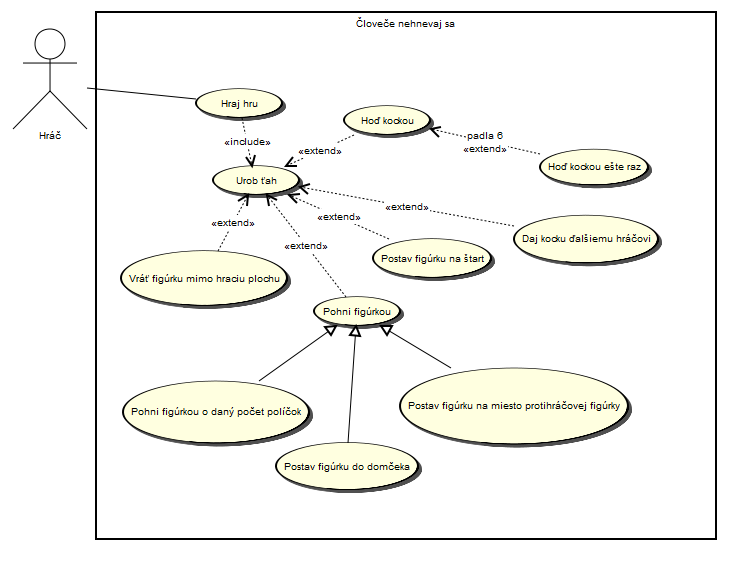 Človeče nehnevaj sa
Hráč
Hraj hru
Hoď kockou
padla 6
«extend»
Hoď kockou ešte raz
«include»
«extend»
Urob ťah
«extend»
«extend»
«extend»
Daj kocku ďalšiemu hráčovi
«extend»
Postav figúrku na štart
Vráť figúrku mimo hraciu plochu
Pohni figúrkou
Pohni figúrkou o daný počet políčok
Postav figúrku na miesto protihráčovej figúrky
Postav figúrku do domčeka